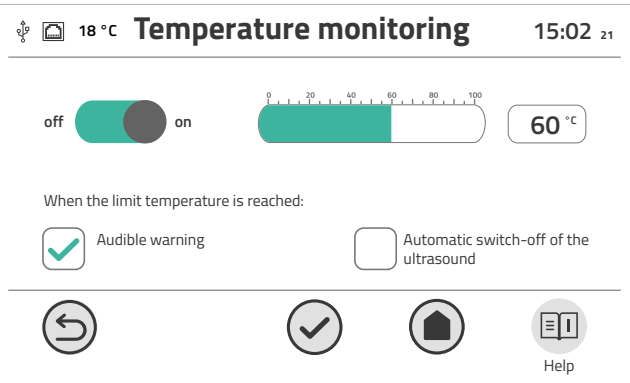 18 °C Temperature monitoring 15:02 21
0 20 40 60 80 100
off on 60 °C
When the limit temperature is reached:
Audible warning
Automatic switch-off of the
ultrasound
Help